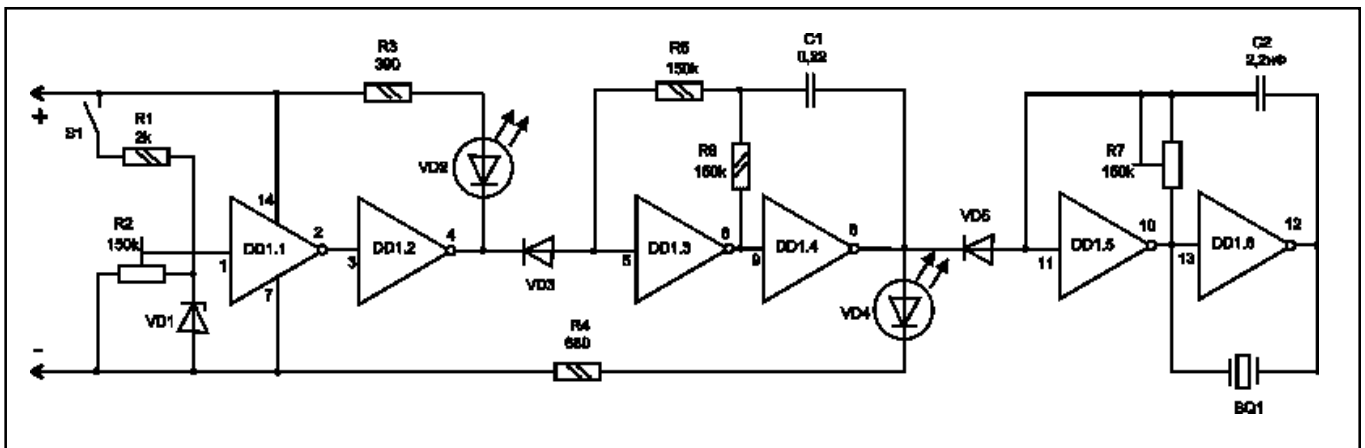 R3
390
R5
150k
C1
0,22
C2
2,2нФ
+
S1
R1
2k
VD2
R6
150k
R7
150k
14
R2
150k
DD1.1
2
DD1.2
4
DD1.3
6
DD1.4
8
VD5
DD1.5
10
DD1.6
12
1
3
VD3
5
9
11
13
7
VD1
VD4
R4
680
-
BQ1